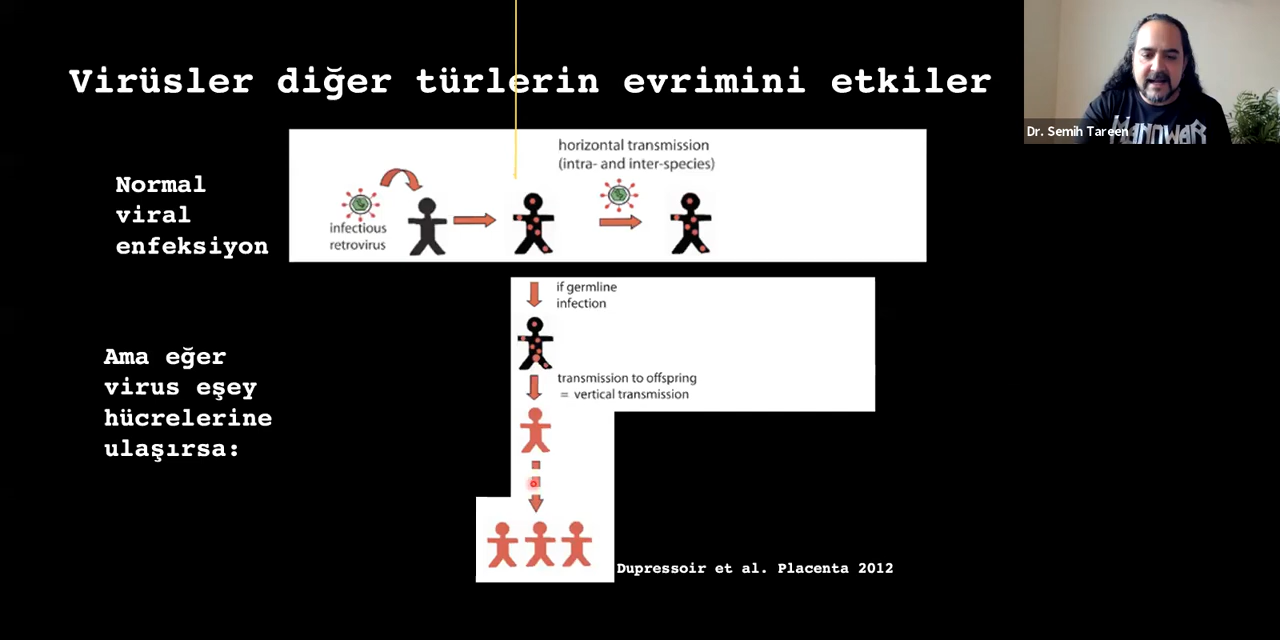 Virüsler diğer türlerin evrimini etkiler
Dr. Semih Tareen
MANOWAR
Normal
viral
enfeksiyon
horizontal transmission
(intra- and inter-species)
infectious
retrovirus
Ama eğer
virus eşey
hücrelerine
ulaşırsa:
if germline
infection
transmission to offspring
= vertical transmission
Dupressoir et al. Placenta 2012